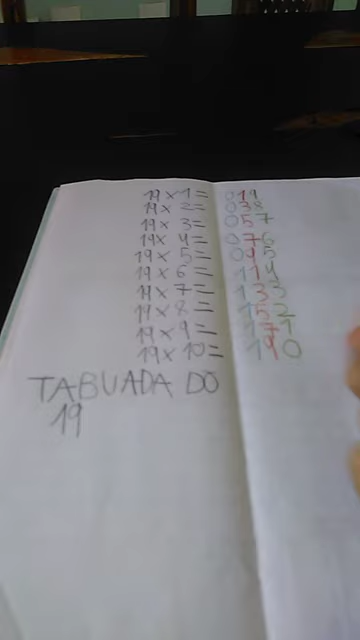 19 x 1 = 019
19 x 2 = 038
19 x 3 = 057
19 x 4 = 076
19 x 5 = 095
19 x 6 = 114
19 x 7 = 133
19 x 8 = 152
19 x 9 = 171
19 x 10 = 190
TABUADA DO
19